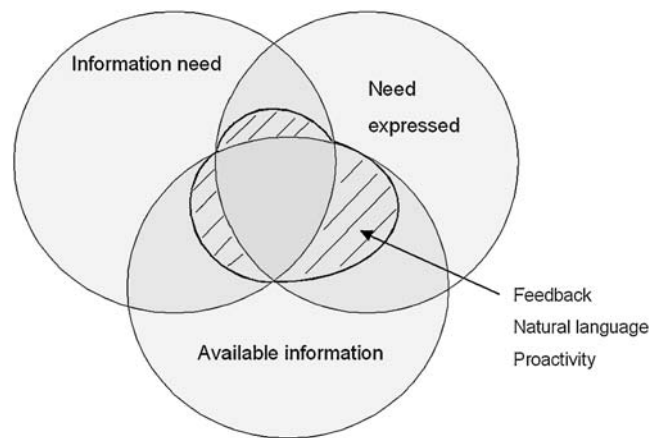 Information need
Need
expressed
Available information
Feedback
Natural language
Proactivity